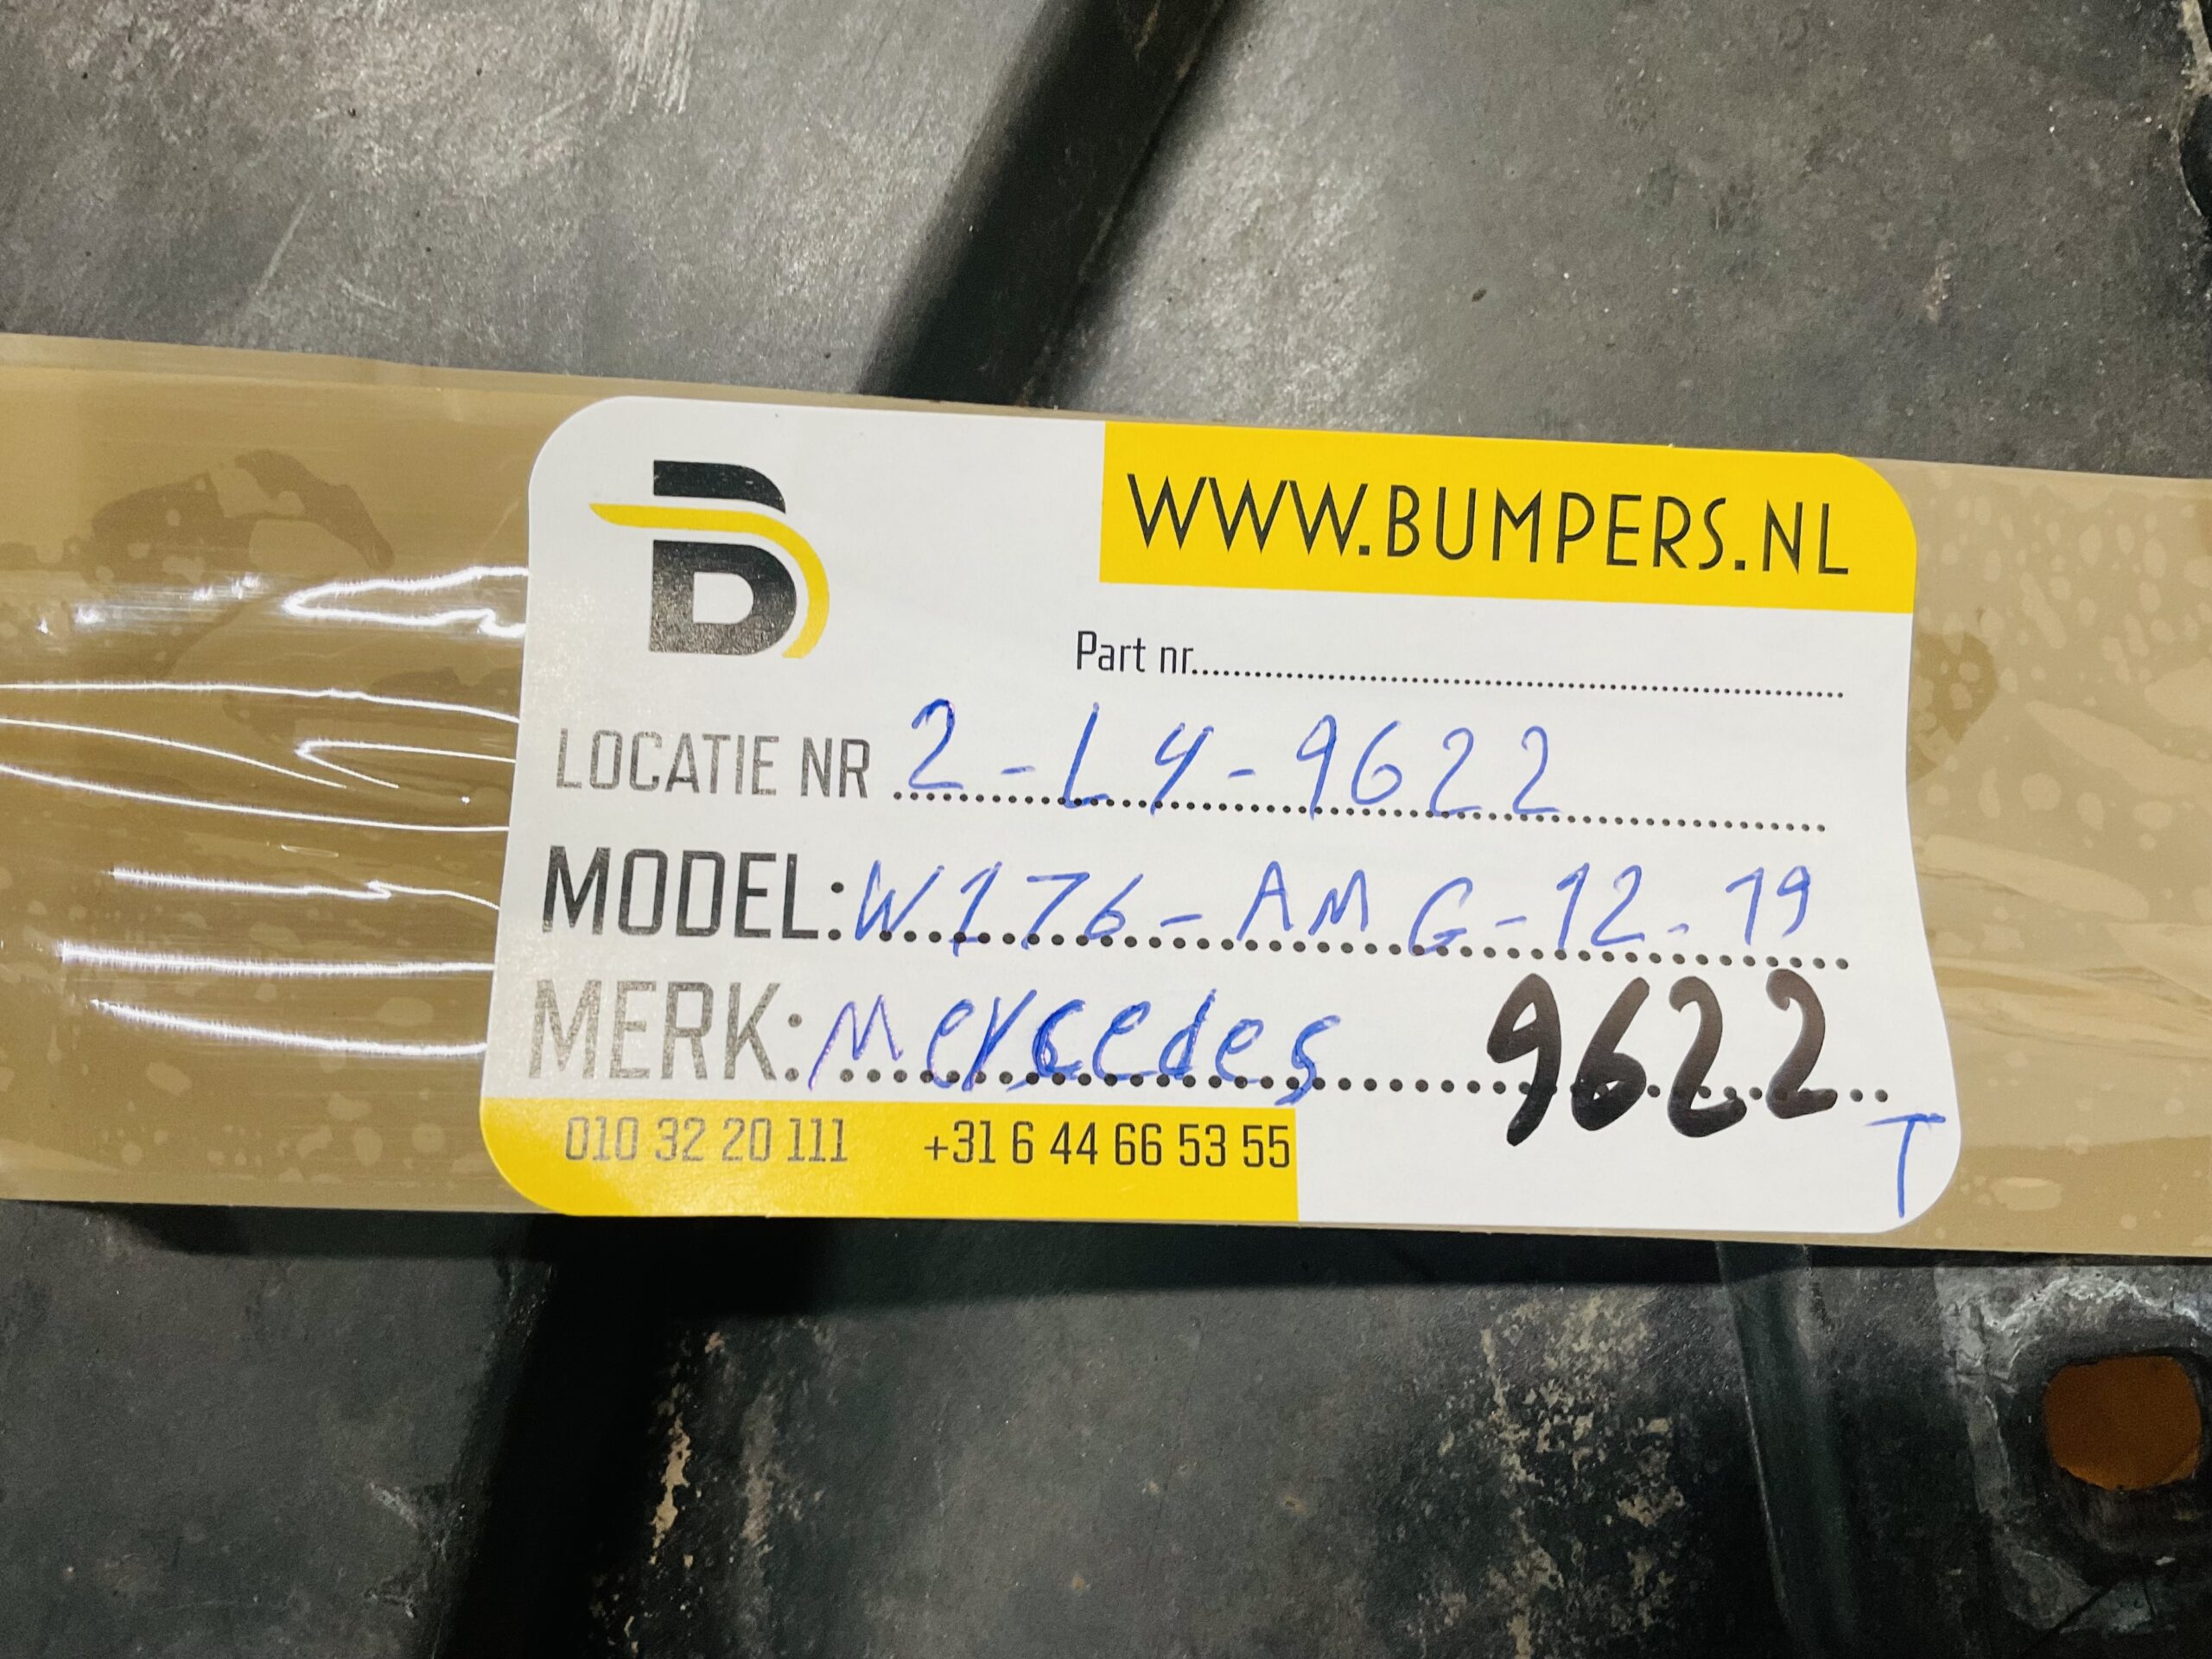 B
WWW.BUMPERS.NL
Part nr.
LOCATIE NR 2-L4-9622
MODEL: W176-AMG-12-19
MERK: Mercedes 9622
T
010 32 20 111 +31 6 44 66 53 55